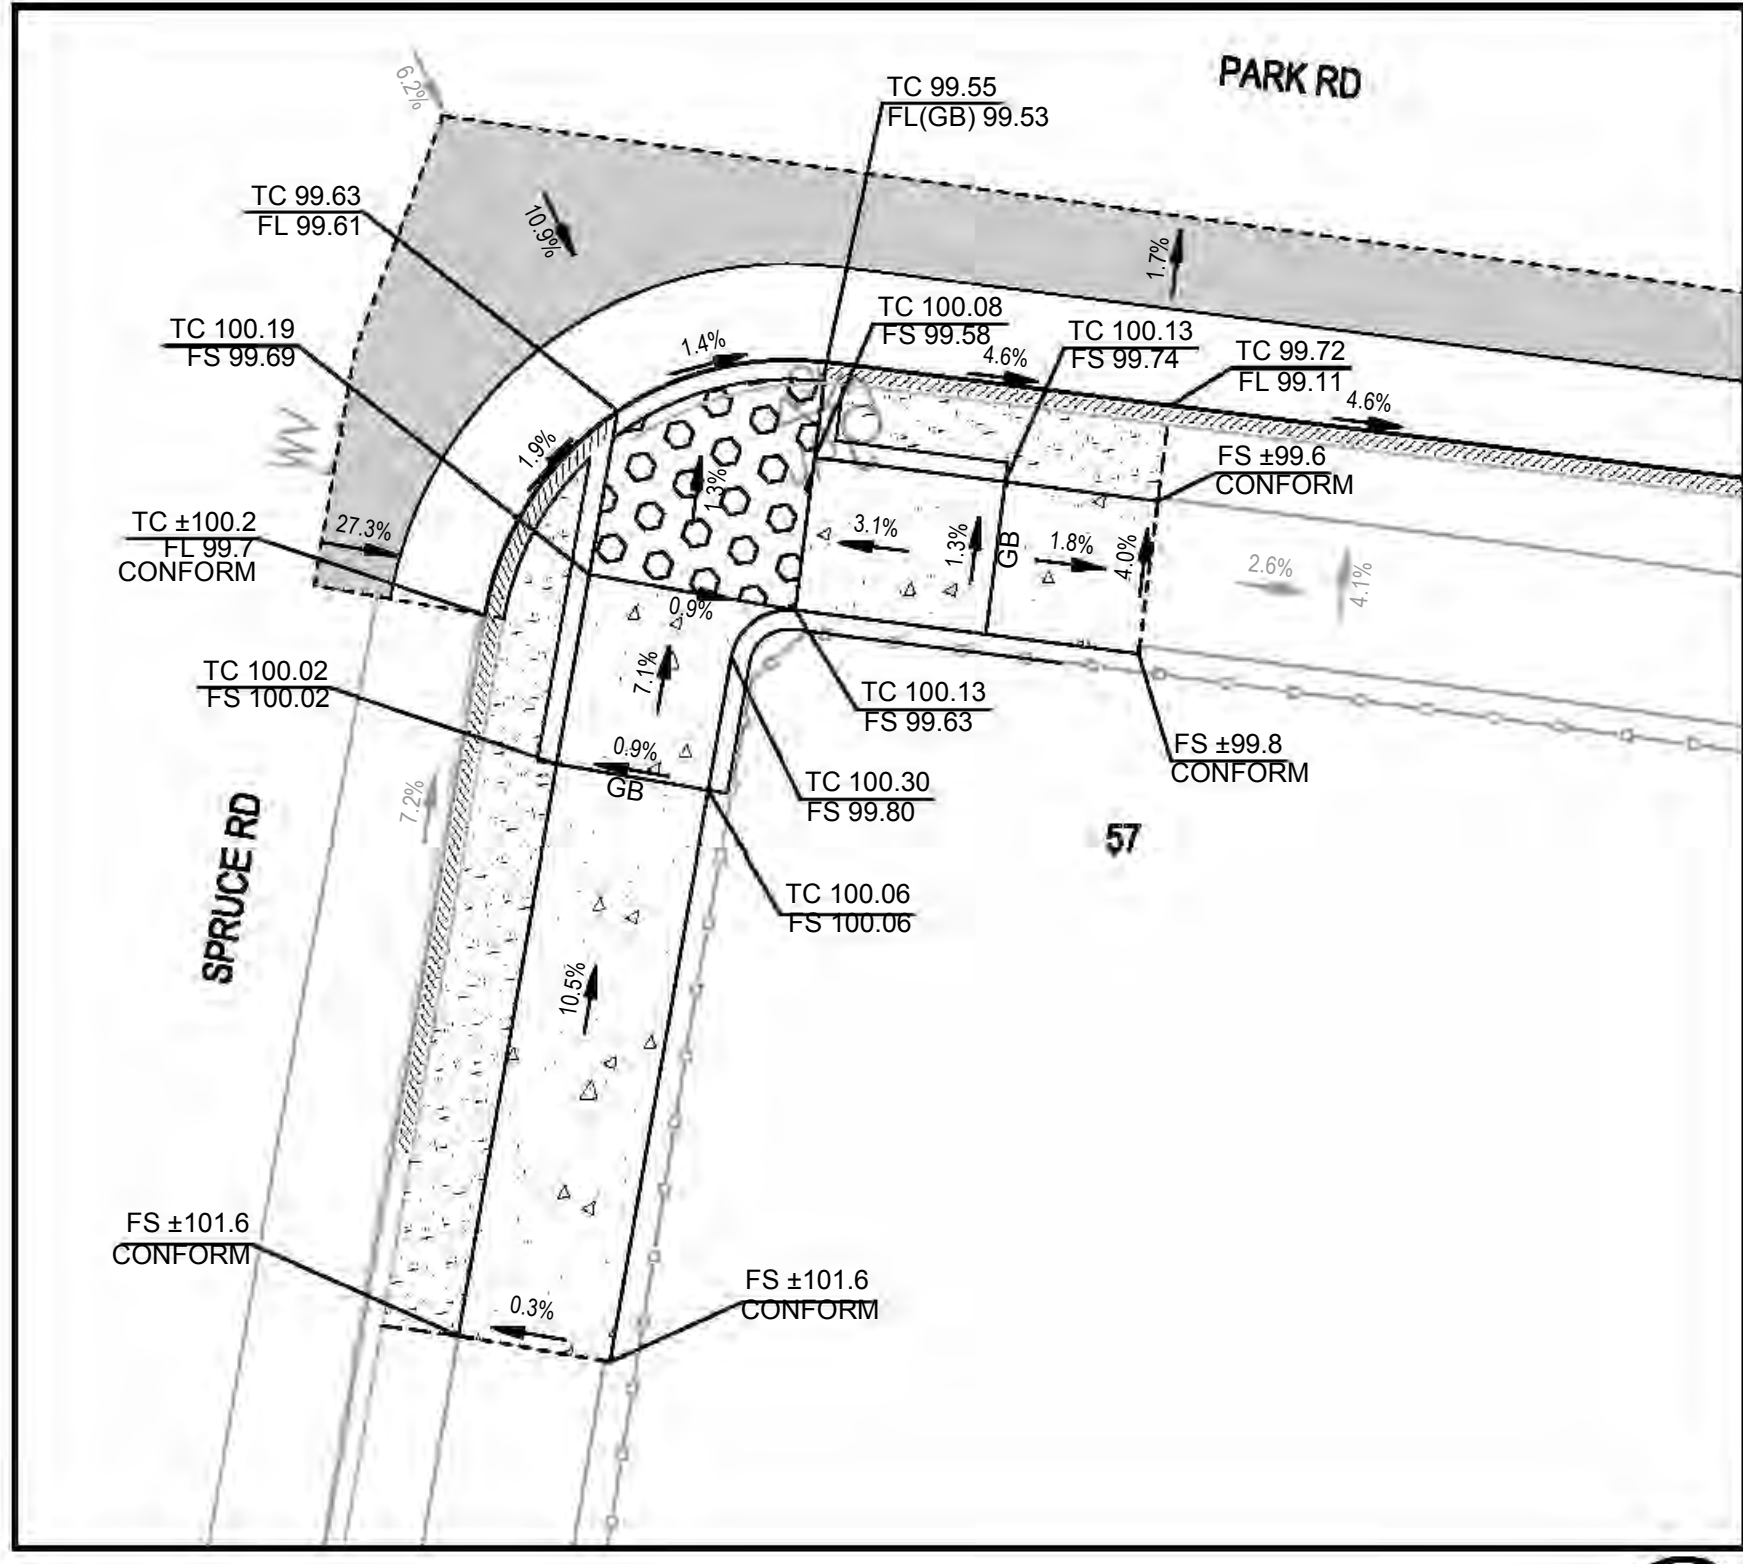 PARK RD
6.2%
TC 99.55
FL(GB) 99.53
TC 99.63
FL 99.61
10.9%
1.7%
TC 100.19
FS 99.69
1.4%
TC 100.08
FS 99.58
4.6%
TC 100.13
FS 99.74
TC 99.72
FL 99.11
4.6%
WV
1.9%
1.3%
FS ±99.6
CONFORM
TC ±100.2
FL 99.7
CONFORM
27.3%
3.1%
1.3%
GB
1.8%
4.0%
2.6%
4.1%
0.9%
7.1%
TC 100.02
FS 100.02
TC 100.13
FS 99.63
0.9%
GB
FS ±99.8
CONFORM
TC 100.30
FS 99.80
7.2%
SPRUCE RD
57
TC 100.06
FS 100.06
10.5%
FS ±101.6
CONFORM
0.3%
FS ±101.6
CONFORM